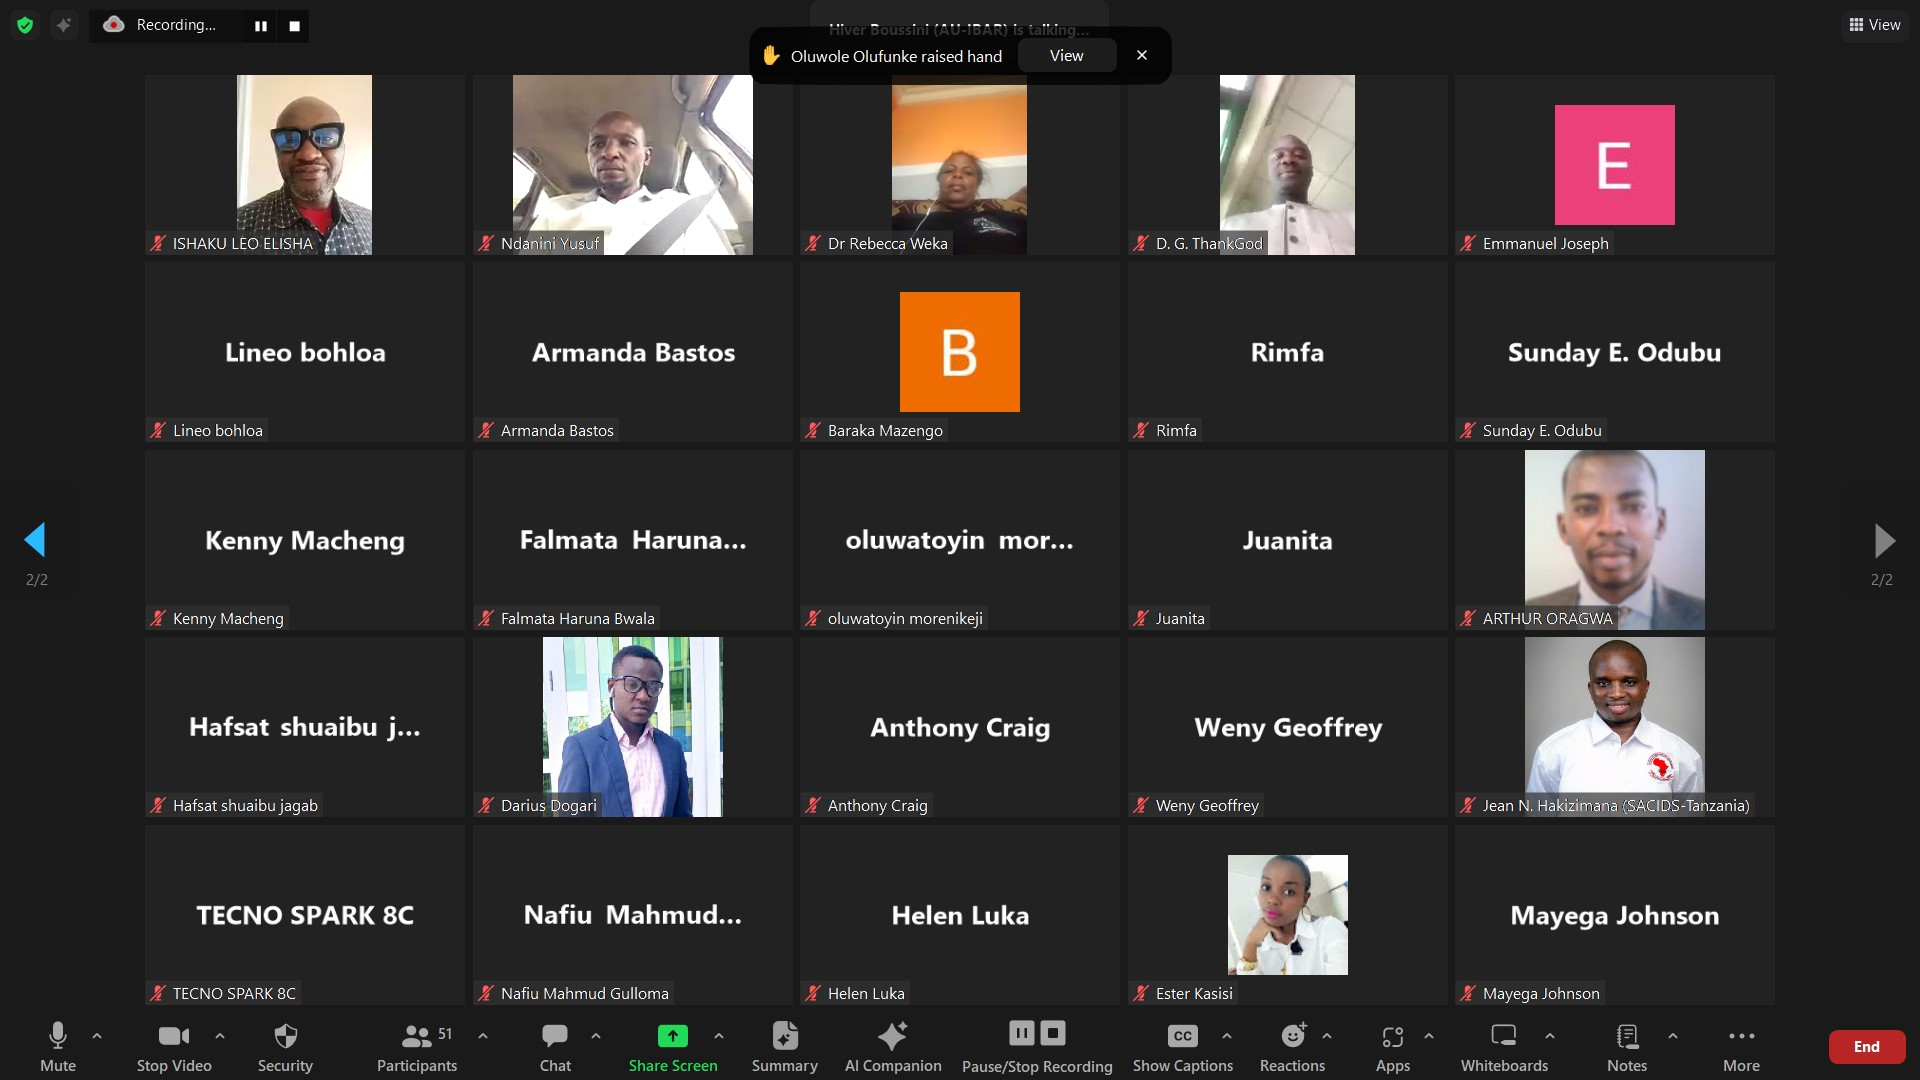 Recording...
Hiver Boussini (AU-IBAR) is talking...
Oluwole Olufunke raised hand
View
View
ISHAKU LEO ELISHA
Ndanini Yusuf
Dr Rebecca Weka
D. G. ThankGod
E
Emmanuel Joseph
Lineo bohloa
Armanda Bastos
B
Rimfa
Sunday E. Odubu
Lineo bohloa
Armanda Bastos
Baraka Mazengo
Rimfa
Sunday E. Odubu
Kenny Macheng
Falmata Haruna...
oluwatoyin mor...
Juanita
2/2
2/2
Kenny Macheng
Falmata Haruna Bwala
oluwatoyin morenikeji
Juanita
ARTHUR ORAGWA
Hafsat shuaibu j...
Anthony Craig
Weny Geoffrey
Hafsat shuaibu jagab
Darius Dogari
Anthony Craig
Weny Geoffrey
Jean N. Hakizimana (SACIDS-Tanzania)
TECNO SPARK 8C
Nafiu Mahmud...
Helen Luka
Mayega Johnson
TECNO SPARK 8C
Nafiu Mahmud Gulloma
Helen Luka
Ester Kasisi
Mayega Johnson
Mute
Stop Video
Security
51
Participants
Chat
Share Screen
Summary
AI Companion
Pause/Stop Recording
CC
Show Captions
Reactions
Apps
Whiteboards
Notes
More
End